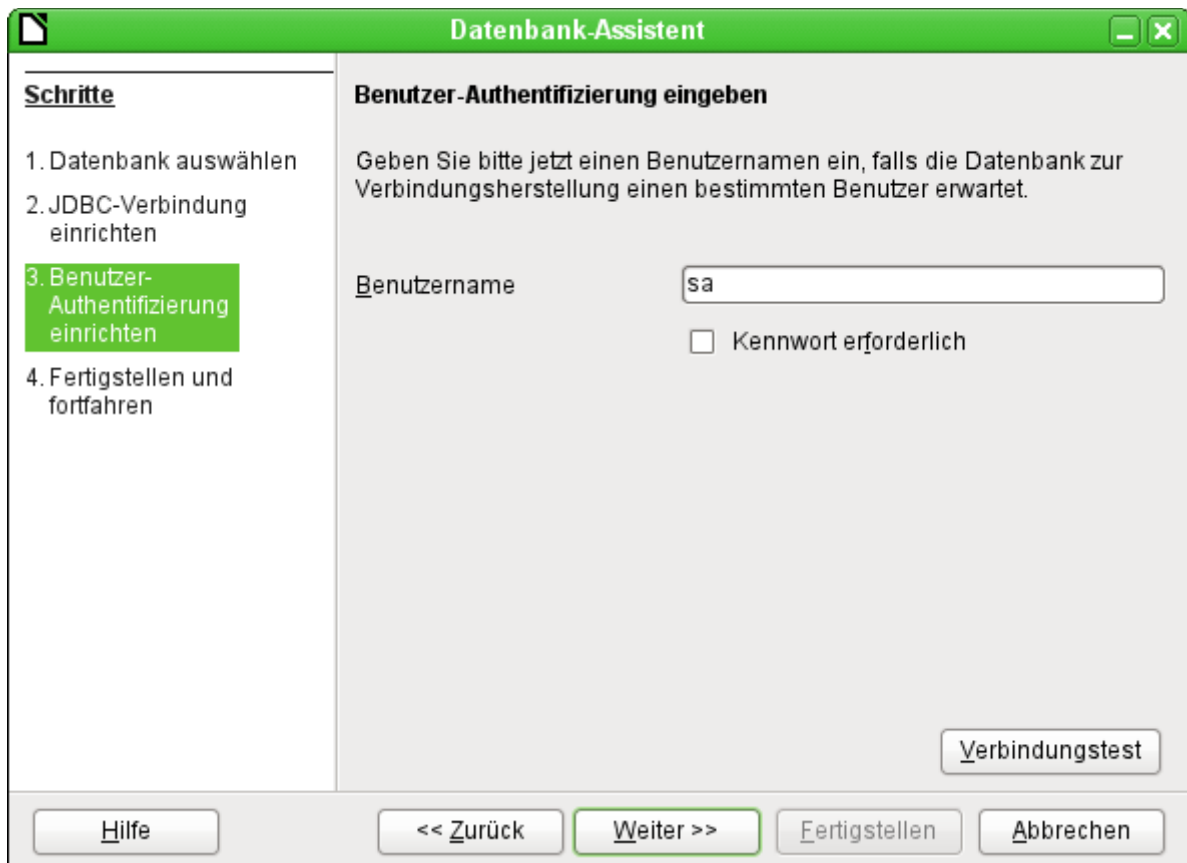 Datenbank-Assistent
Schritte
1. Datenbank auswählen
2. JDBC-Verbindung
einrichten
3. Benutzer-
Authentifizierung
einrichten
4. Fertigstellen und
fortfahren
Benutzer-Authentifizierung eingeben
Geben Sie bitte jetzt einen Benutzernamen ein, falls die Datenbank zur
Verbindungsherstellung einen bestimmten Benutzer erwartet.
Benutzername
sa
Kennwort erforderlich
Verbindungstest
Hilfe
<< Zurück
Weiter >>
Fertigstellen
Abbrechen